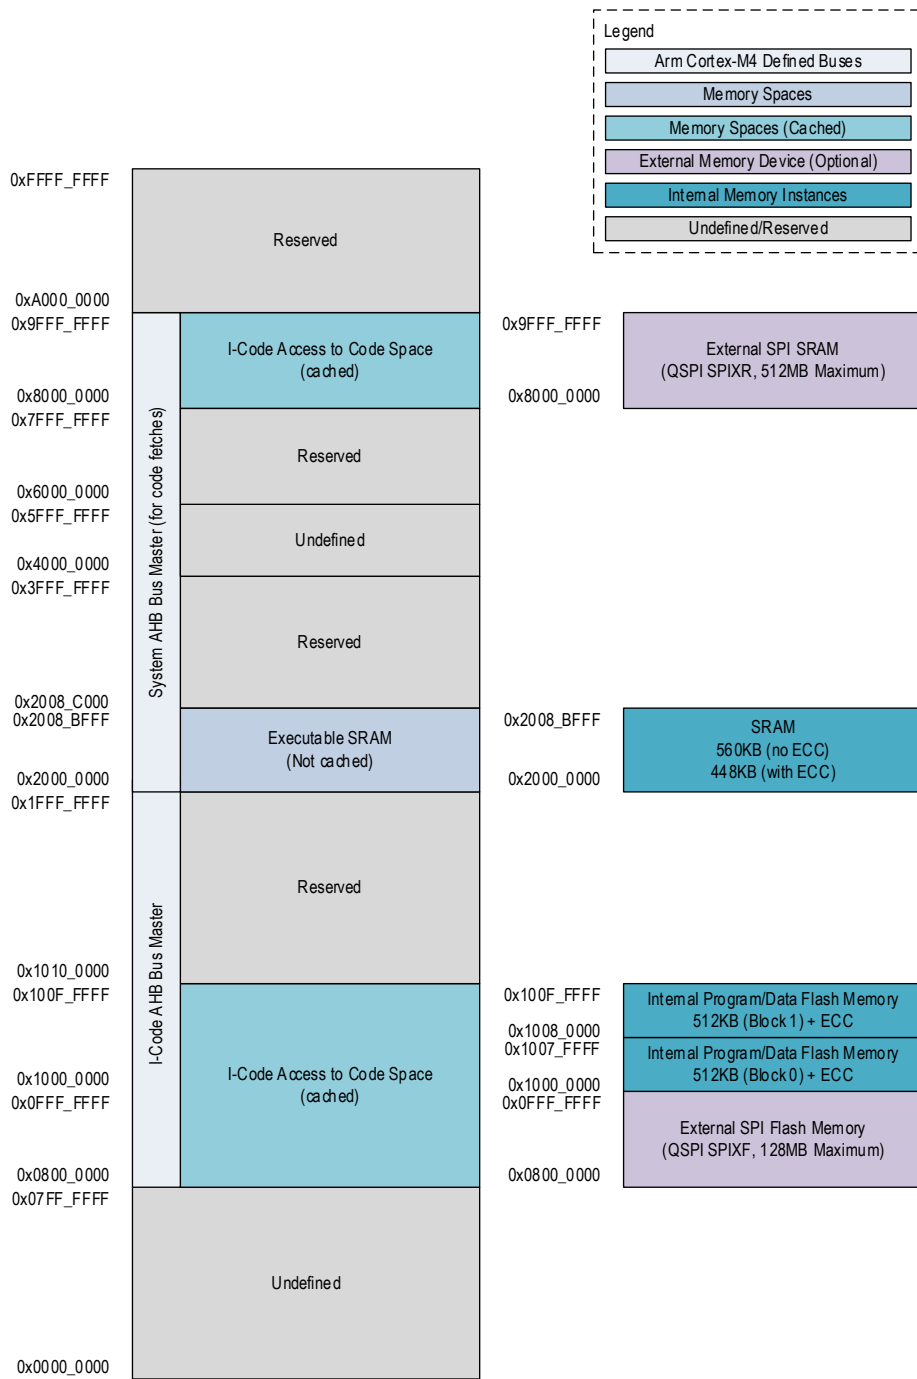 Legend
Arm Cortex-M4 Defined Buses
Memory Spaces
Memory Spaces (Cached)
External Memory Device (Optional)
Internal Memory Instances
Undefined/Reserved
0xFFFF_FFFF
Reserved
0xA000_0000
0x9FFF_FFFF
I-Code Access to Code Space
(cached)
0x8000_0000
0x7FFF_FFFF
Reserved
0x6000_0000
0x5FFF_FFFF
Undefined
0x4000_0000
0x3FFF_FFFF
Reserved
0x2008_C000
0x2008_BFFF
Executable SRAM
(Not cached)
0x2000_0000
System AHB Bus Master (for code fetches)
0x1FFF_FFFF
Reserved
0x1010_0000
0x100F_FFFF
I-Code Access to Code Space
(cached)
0x1000_0000
0x0FFF_FFFF
0x0800_0000
I-Code AHB Bus Master
0x07FF_FFFF
Undefined
0x0000_0000
0x9FFF_FFFF
External SPI SRAM
(QSPI SPIXR, 512MB Maximum)
0x8000_0000
0x2008_BFFF
SRAM
560KB (no ECC)
448KB (with ECC)
0x2000_0000
0x100F_FFFF
Internal Program/Data Flash Memory
512KB (Block 1) + ECC
0x1008_0000
0x1007_FFFF
Internal Program/Data Flash Memory
512KB (Block 0) + ECC
0x1000_0000
0x0FFF_FFFF
External SPI Flash Memory
(QSPI SPIXF, 128MB Maximum)
0x0800_0000